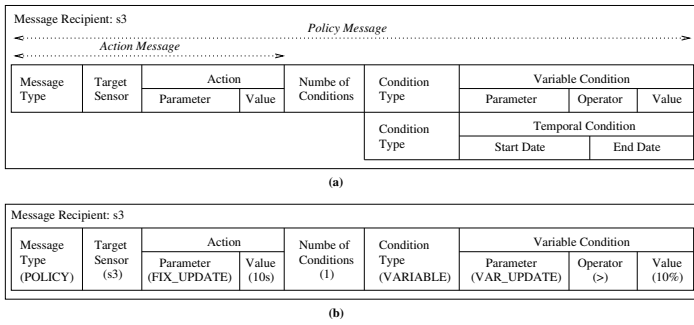 Message Recipient: s3
Policy Message
Action Message
Message Type
Target Sensor
Action
Parameter
Value
Numbe of Conditions
Condition Type
Variable Condition
Parameter
Operator
Value
Condition Type
Temporal Condition
Start Date
End Date
(a)
Message Recipient: s3
Message Type (POLICY)
Target Sensor (s3)
Action
Parameter (FIX_UPDATE)
Value (10s)
Numbe of Conditions (1)
Condition Type (VARIABLE)
Variable Condition
Parameter (VAR_UPDATE)
Operator (>)
Value (10%)
(b)